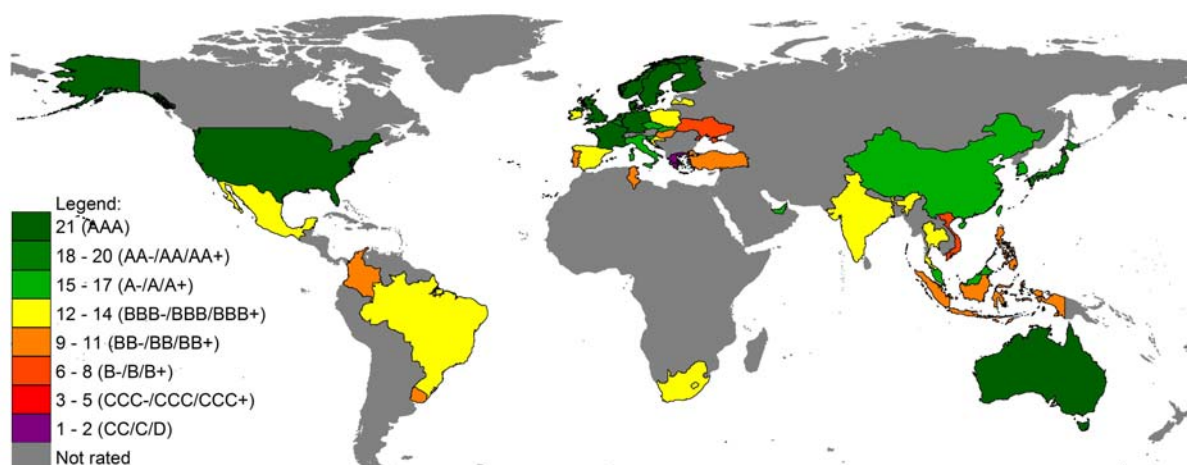 Legend:
21 (AAA)
18 - 20 (AA-/AA/AA+)
15 - 17 (A-/A/A+)
12 - 14 (BBB-/BBB/BBB+)
9 - 11 (BB-/BB/BB+)
6 - 8 (B-/B/B+)
3 - 5 (CCC-/CCC/CCC+)
1 - 2 (CC/C/D)
Not rated